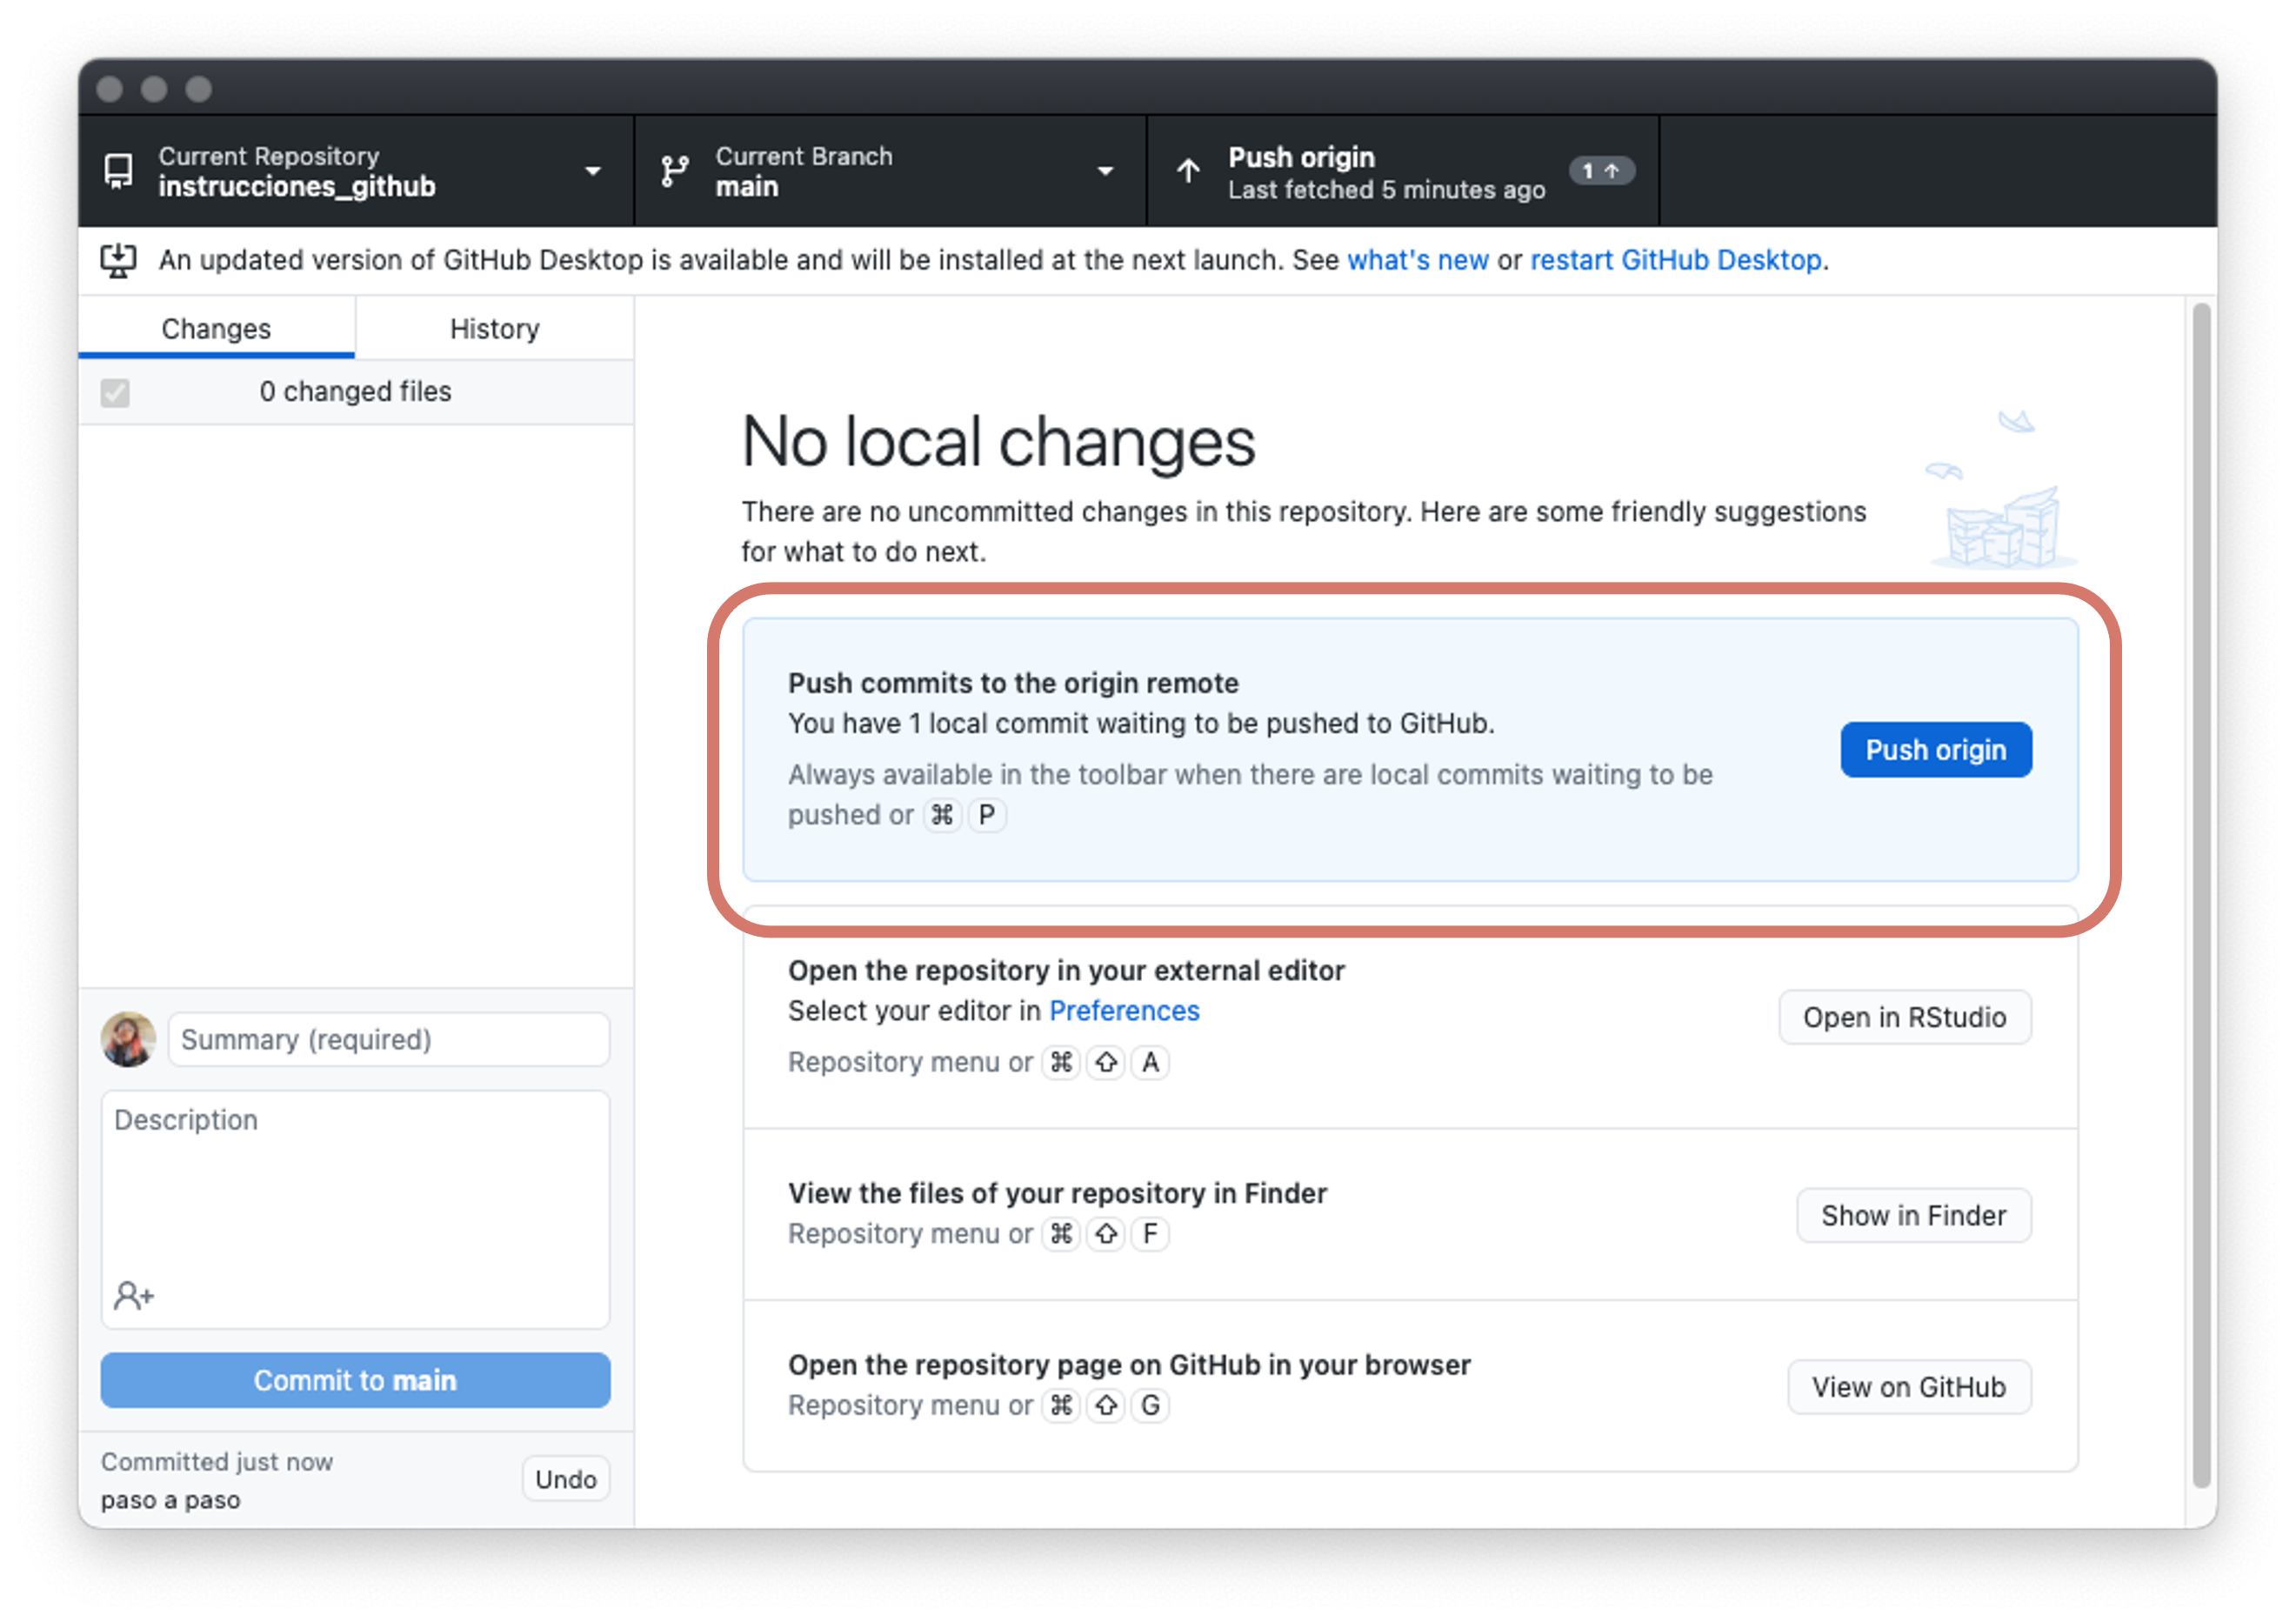 Current Repository
instrucciones_github
Current Branch
main
Push origin
Last fetched 5 minutes ago
1 ↑
An updated version of GitHub Desktop is available and will be installed at the next launch. See what's new or restart GitHub Desktop.
Changes
History
0 changed files
No local changes
There are no uncommitted changes in this repository. Here are some friendly suggestions
for what to do next.
Push commits to the origin remote
You have 1 local commit waiting to be pushed to GitHub.
Always available in the toolbar when there are local commits waiting to be
pushed or ⌘ P
Push origin
Open the repository in your external editor
Select your editor in Preferences
Repository menu or ⌘ ⇧ A
Open in RStudio
View the files of your repository in Finder
Repository menu or ⌘ ⇧ F
Show in Finder
Open the repository page on GitHub in your browser
Repository menu or ⌘ ⇧ G
View on GitHub
Summary (required)
Description
Commit to main
Committed just now
paso a paso
Undo